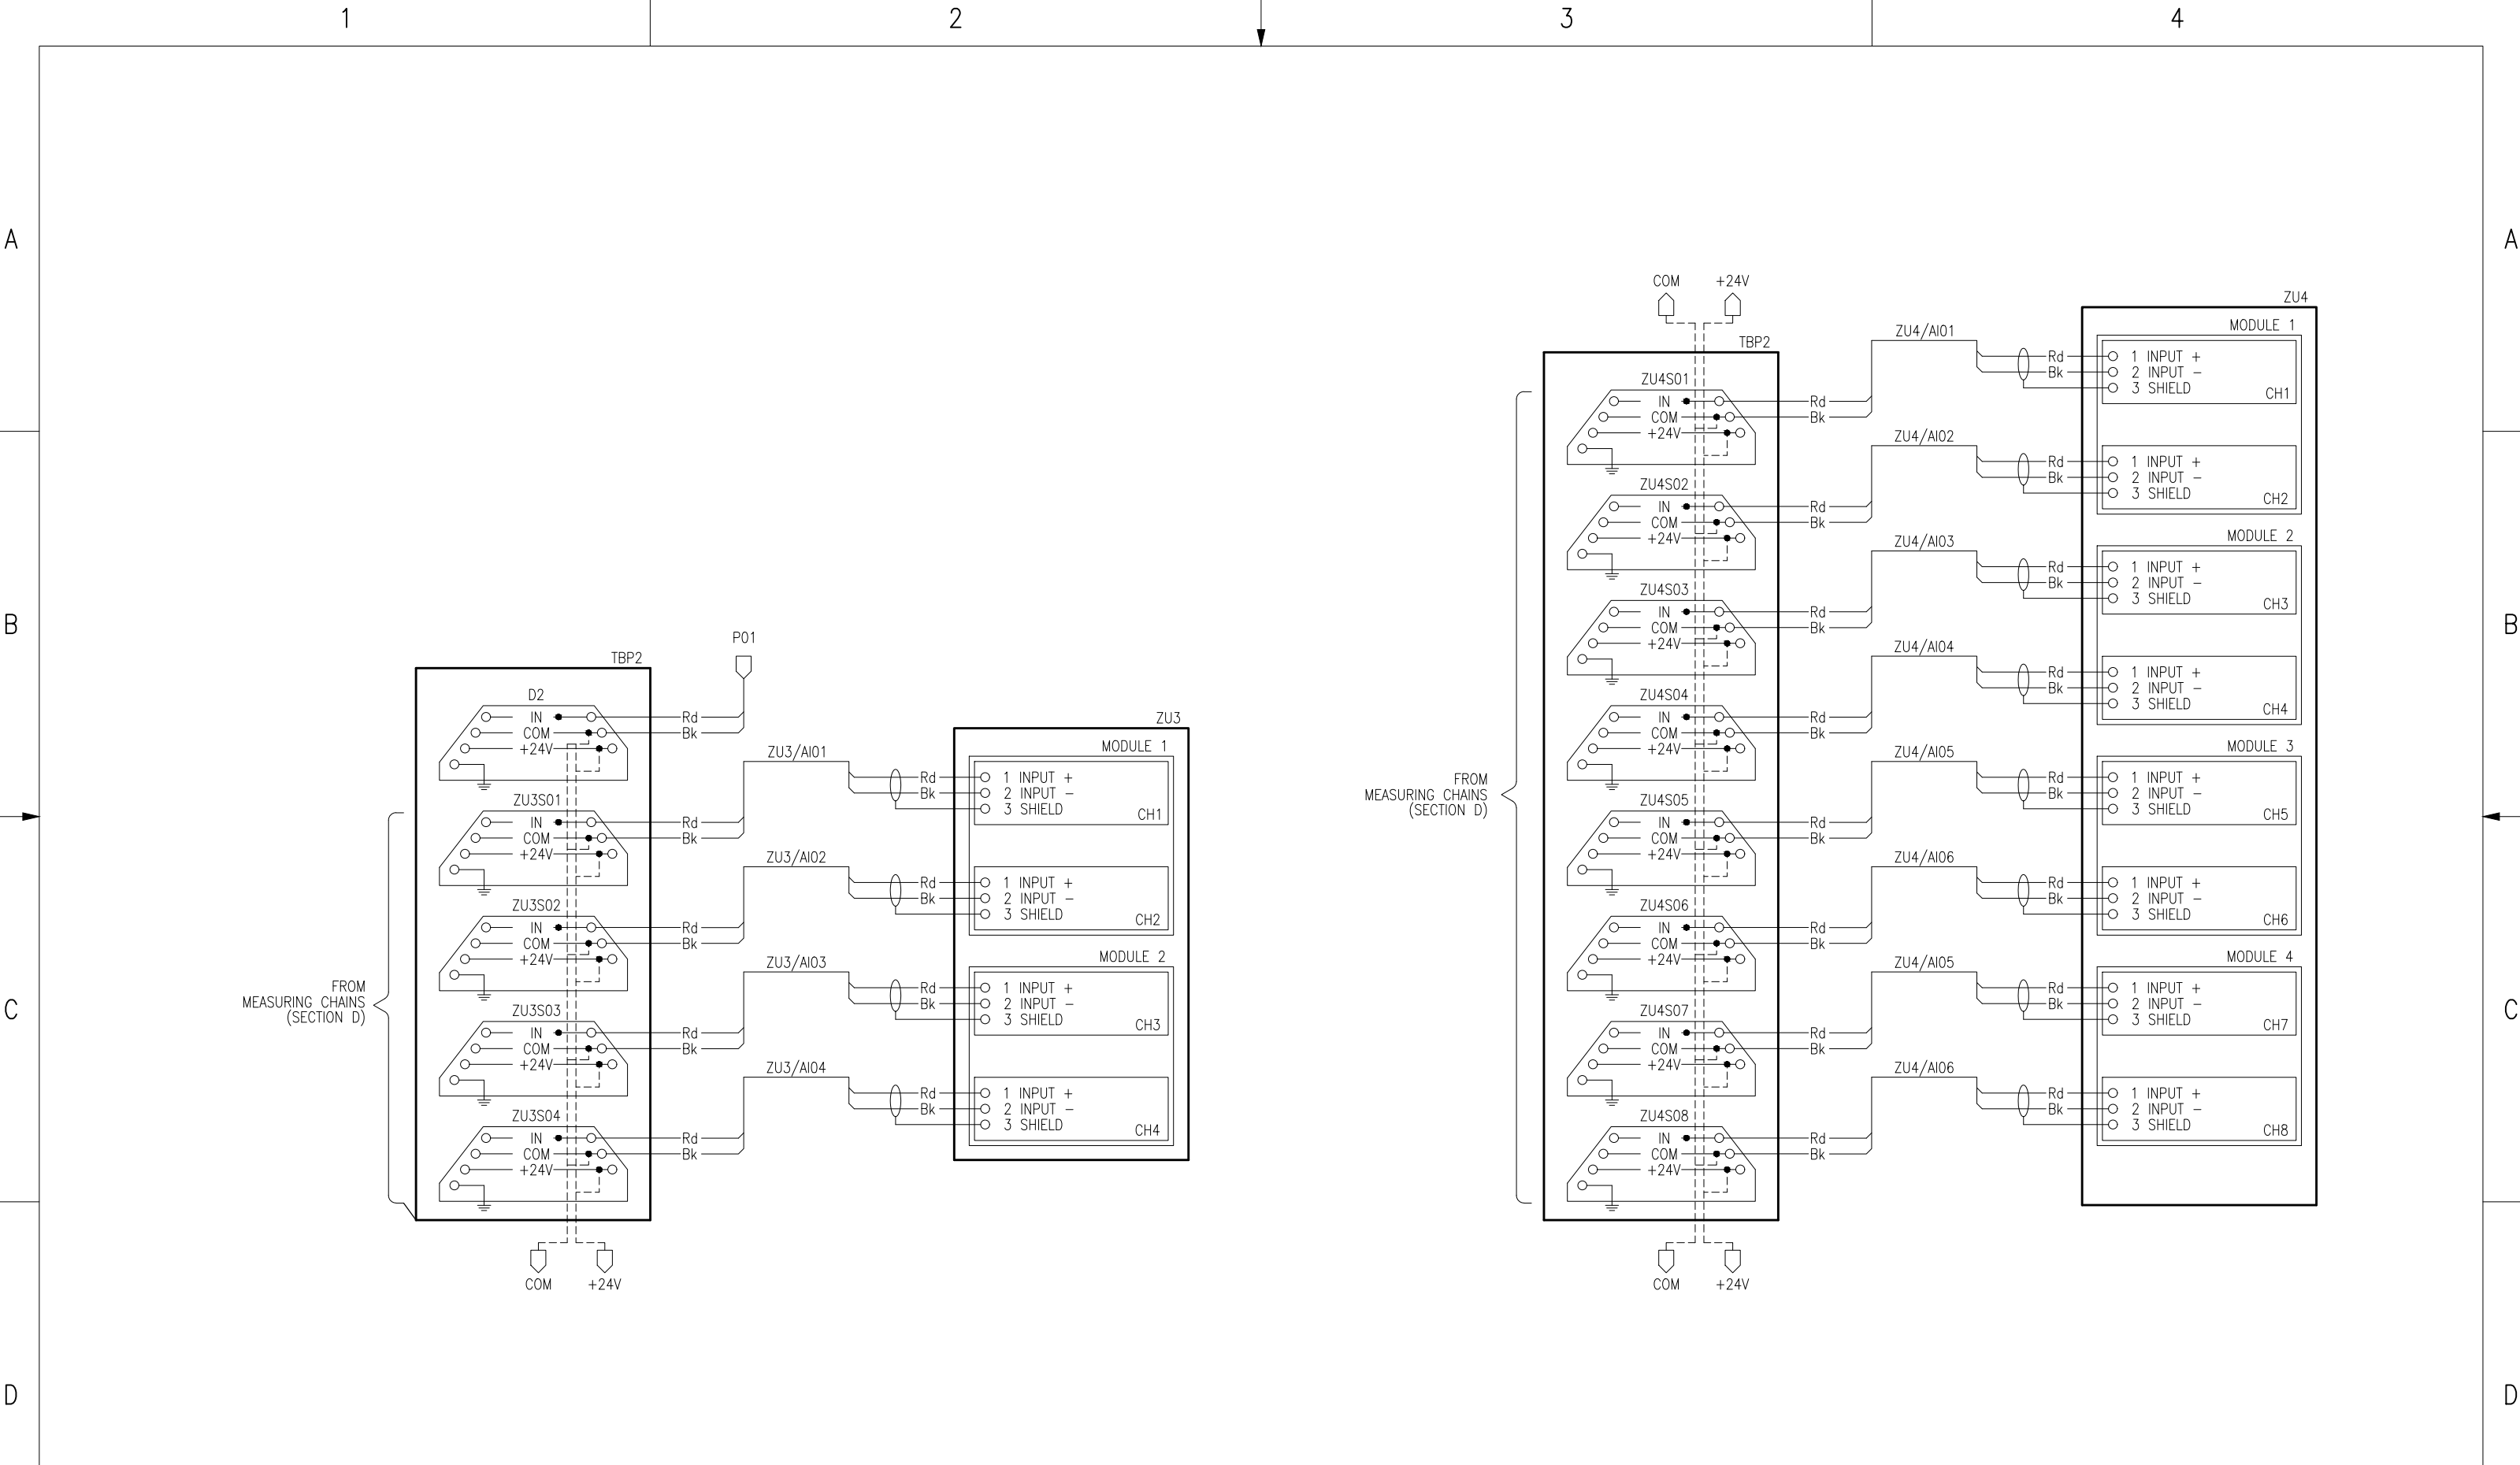 1 2 3 4
A A
B B
C C
D D
P01
TBP2
D2
IN Rd
COM Bk
+24V
ZU3S01
IN Rd
COM Bk
+24V
ZU3S02
IN Rd
COM Bk
+24V
ZU3S03
IN Rd
COM Bk
+24V
ZU3S04
IN Rd
COM Bk
+24V
FROM
MEASURING CHAINS
(SECTION D)
COM +24V
ZU3/AI01
ZU3/AI02
ZU3/AI03
ZU3/AI04
ZU3
MODULE 1
Rd 1 INPUT +
Bk 2 INPUT -
3 SHIELD
CH1
Rd 1 INPUT +
Bk 2 INPUT -
3 SHIELD
CH2
MODULE 2
Rd 1 INPUT +
Bk 2 INPUT -
3 SHIELD
CH3
Rd 1 INPUT +
Bk 2 INPUT -
3 SHIELD
CH4
COM +24V
TBP2
ZU4S01
IN Rd
COM Bk
+24V
ZU4S02
IN Rd
COM Bk
+24V
ZU4S03
IN Rd
COM Bk
+24V
ZU4S04
IN Rd
COM Bk
+24V
ZU4S05
IN Rd
COM Bk
+24V
ZU4S06
IN Rd
COM Bk
+24V
ZU4S07
IN Rd
COM Bk
+24V
ZU4S08
IN Rd
COM Bk
+24V
FROM
MEASURING CHAINS
(SECTION D)
COM +24V
ZU4/AI01
ZU4/AI02
ZU4/AI03
ZU4/AI04
ZU4/AI05
ZU4/AI06
ZU4/AI05
ZU4/AI06
ZU4
MODULE 1
Rd 1 INPUT +
Bk 2 INPUT -
3 SHIELD
CH1
Rd 1 INPUT +
Bk 2 INPUT -
3 SHIELD
CH2
MODULE 2
Rd 1 INPUT +
Bk 2 INPUT -
3 SHIELD
CH3
Rd 1 INPUT +
Bk 2 INPUT -
3 SHIELD
CH4
MODULE 3
Rd 1 INPUT +
Bk 2 INPUT -
3 SHIELD
CH5
Rd 1 INPUT +
Bk 2 INPUT -
3 SHIELD
CH6
MODULE 4
Rd 1 INPUT +
Bk 2 INPUT -
3 SHIELD
CH7
Rd 1 INPUT +
Bk 2 INPUT -
3 SHIELD
CH8